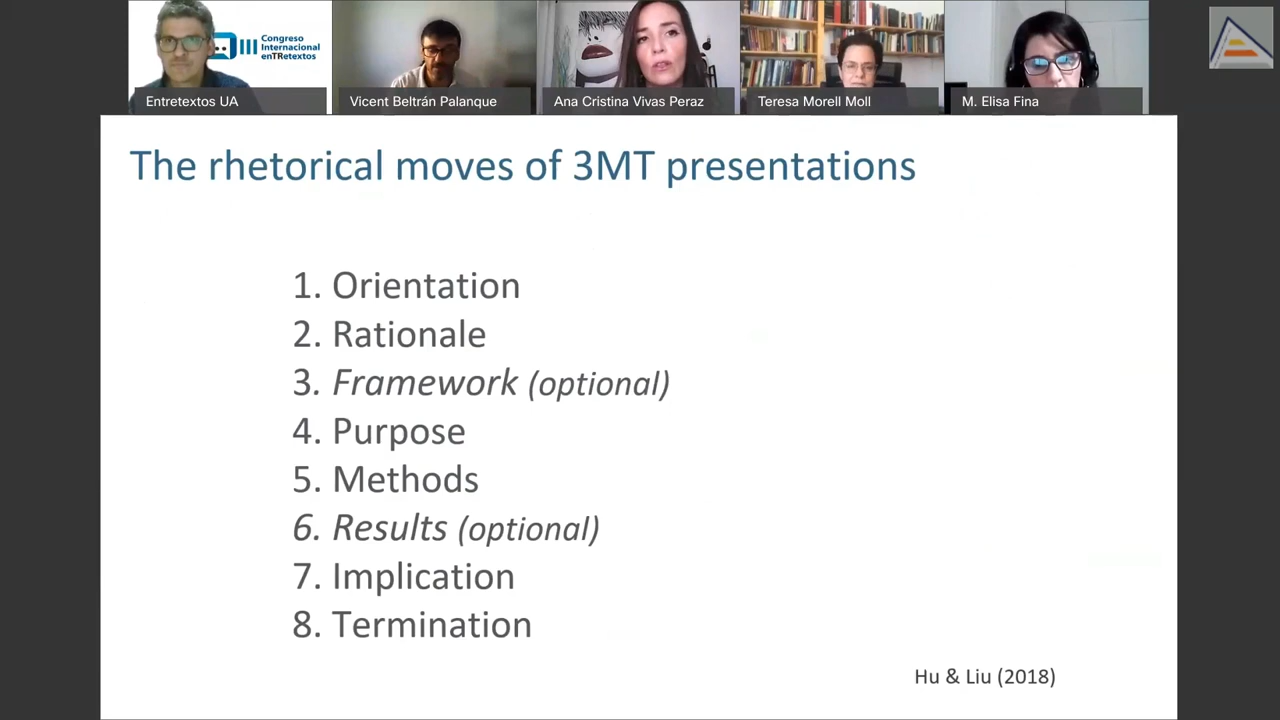 Congreso
Internacional
enTRetextos
Entretextos UA
Vicent Beltrán Palanque
Ana Cristina Vivas Peraz
Teresa Morell Moll
M. Elisa Fina
The rhetorical moves of 3MT presentations
1. Orientation
2. Rationale
3. Framework (optional)
4. Purpose
5. Methods
6. Results (optional)
7. Implication
8. Termination
Hu & Liu (2018)